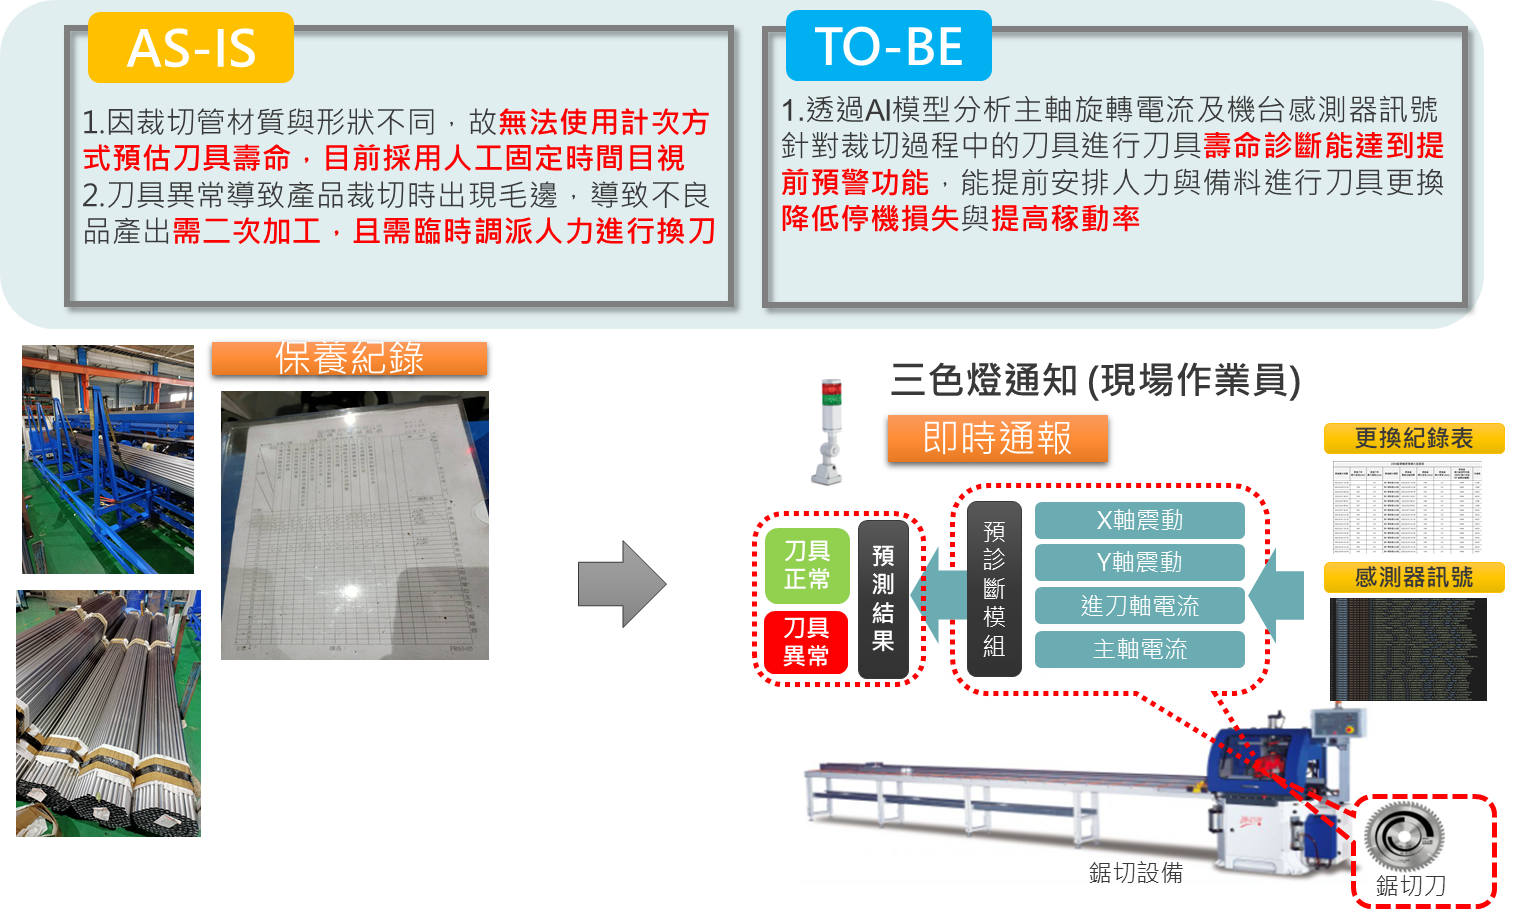 AS-IS
1.因裁切管材質與形狀不同，故無法使用計次方
式預估刀具壽命，目前採用人工固定時間目視
2.刀具異常導致產品裁切時出現毛邊，導致不良
品產出需二次加工，且需臨時調派人力進行換刀
TO-BE
1.透過AI模型分析主軸旋轉電流及機台感測器訊號
針對裁切過程中的刀具進行刀具壽命診斷能達到提
前預警功能，能提前安排人力與備料進行刀具更換
降低停機損失與提高稼動率
保養紀錄
三色燈通知 (現場作業員)
即時通報
刀具
正常
刀具
異常
預測結果
預診斷模組
X軸震動
Y軸震動
進刀軸電流
主軸電流
更換紀錄表
感測器訊號
鋸切設備
鋸切刀